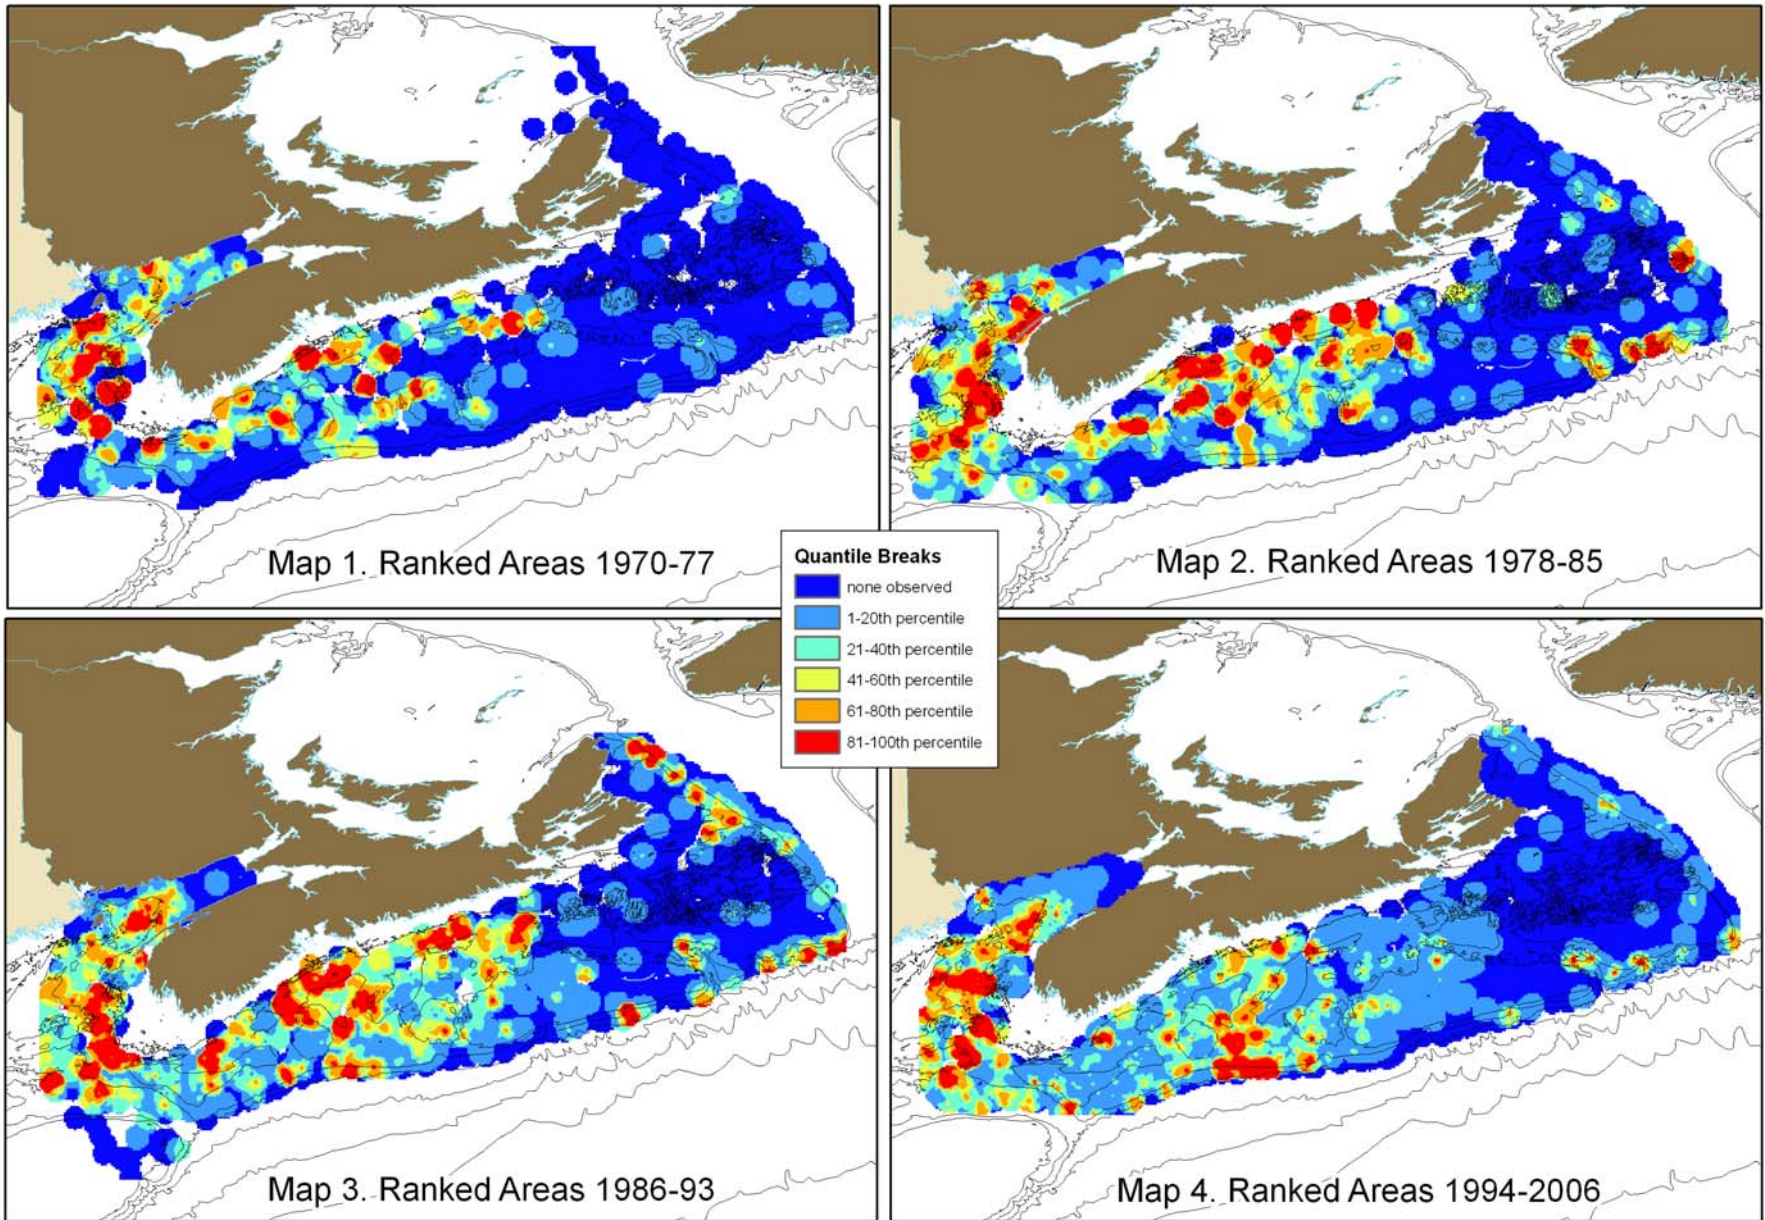 Map 1. Ranked Areas 1970-77
Map 2. Ranked Areas 1978-85
Quantile Breaks
none observed
1-20th percentile
21-40th percentile
41-60th percentile
61-80th percentile
81-100th percentile
Map 3. Ranked Areas 1986-93
Map 4. Ranked Areas 1994-2006